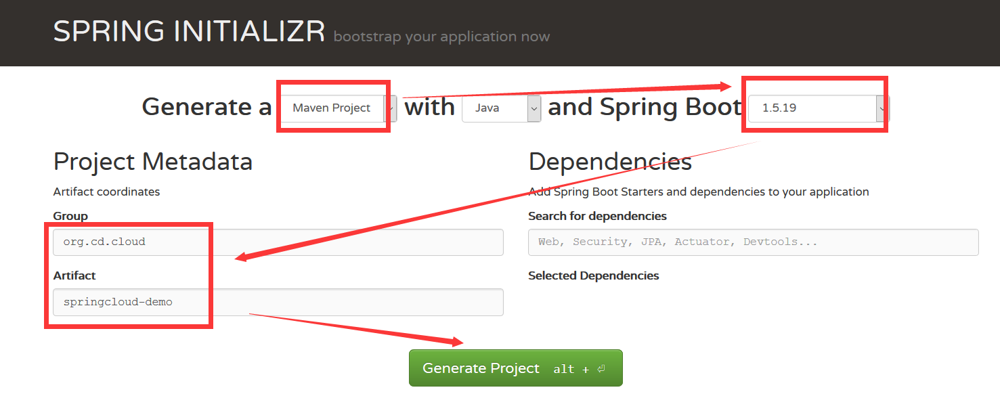 SPRING INITIALIZR bootstrap your application now
Generate a Maven Project with Java and Spring Boot 1.5.19
Project Metadata
Artifact coordinates
Group
org.cd.cloud
Artifact
springcloud-demo
Dependencies
Add Spring Boot Starters and dependencies to your application
Search for dependencies
Web, Security, JPA, Actuator, Devtools...
Selected Dependencies
Generate Project alt + ⏎